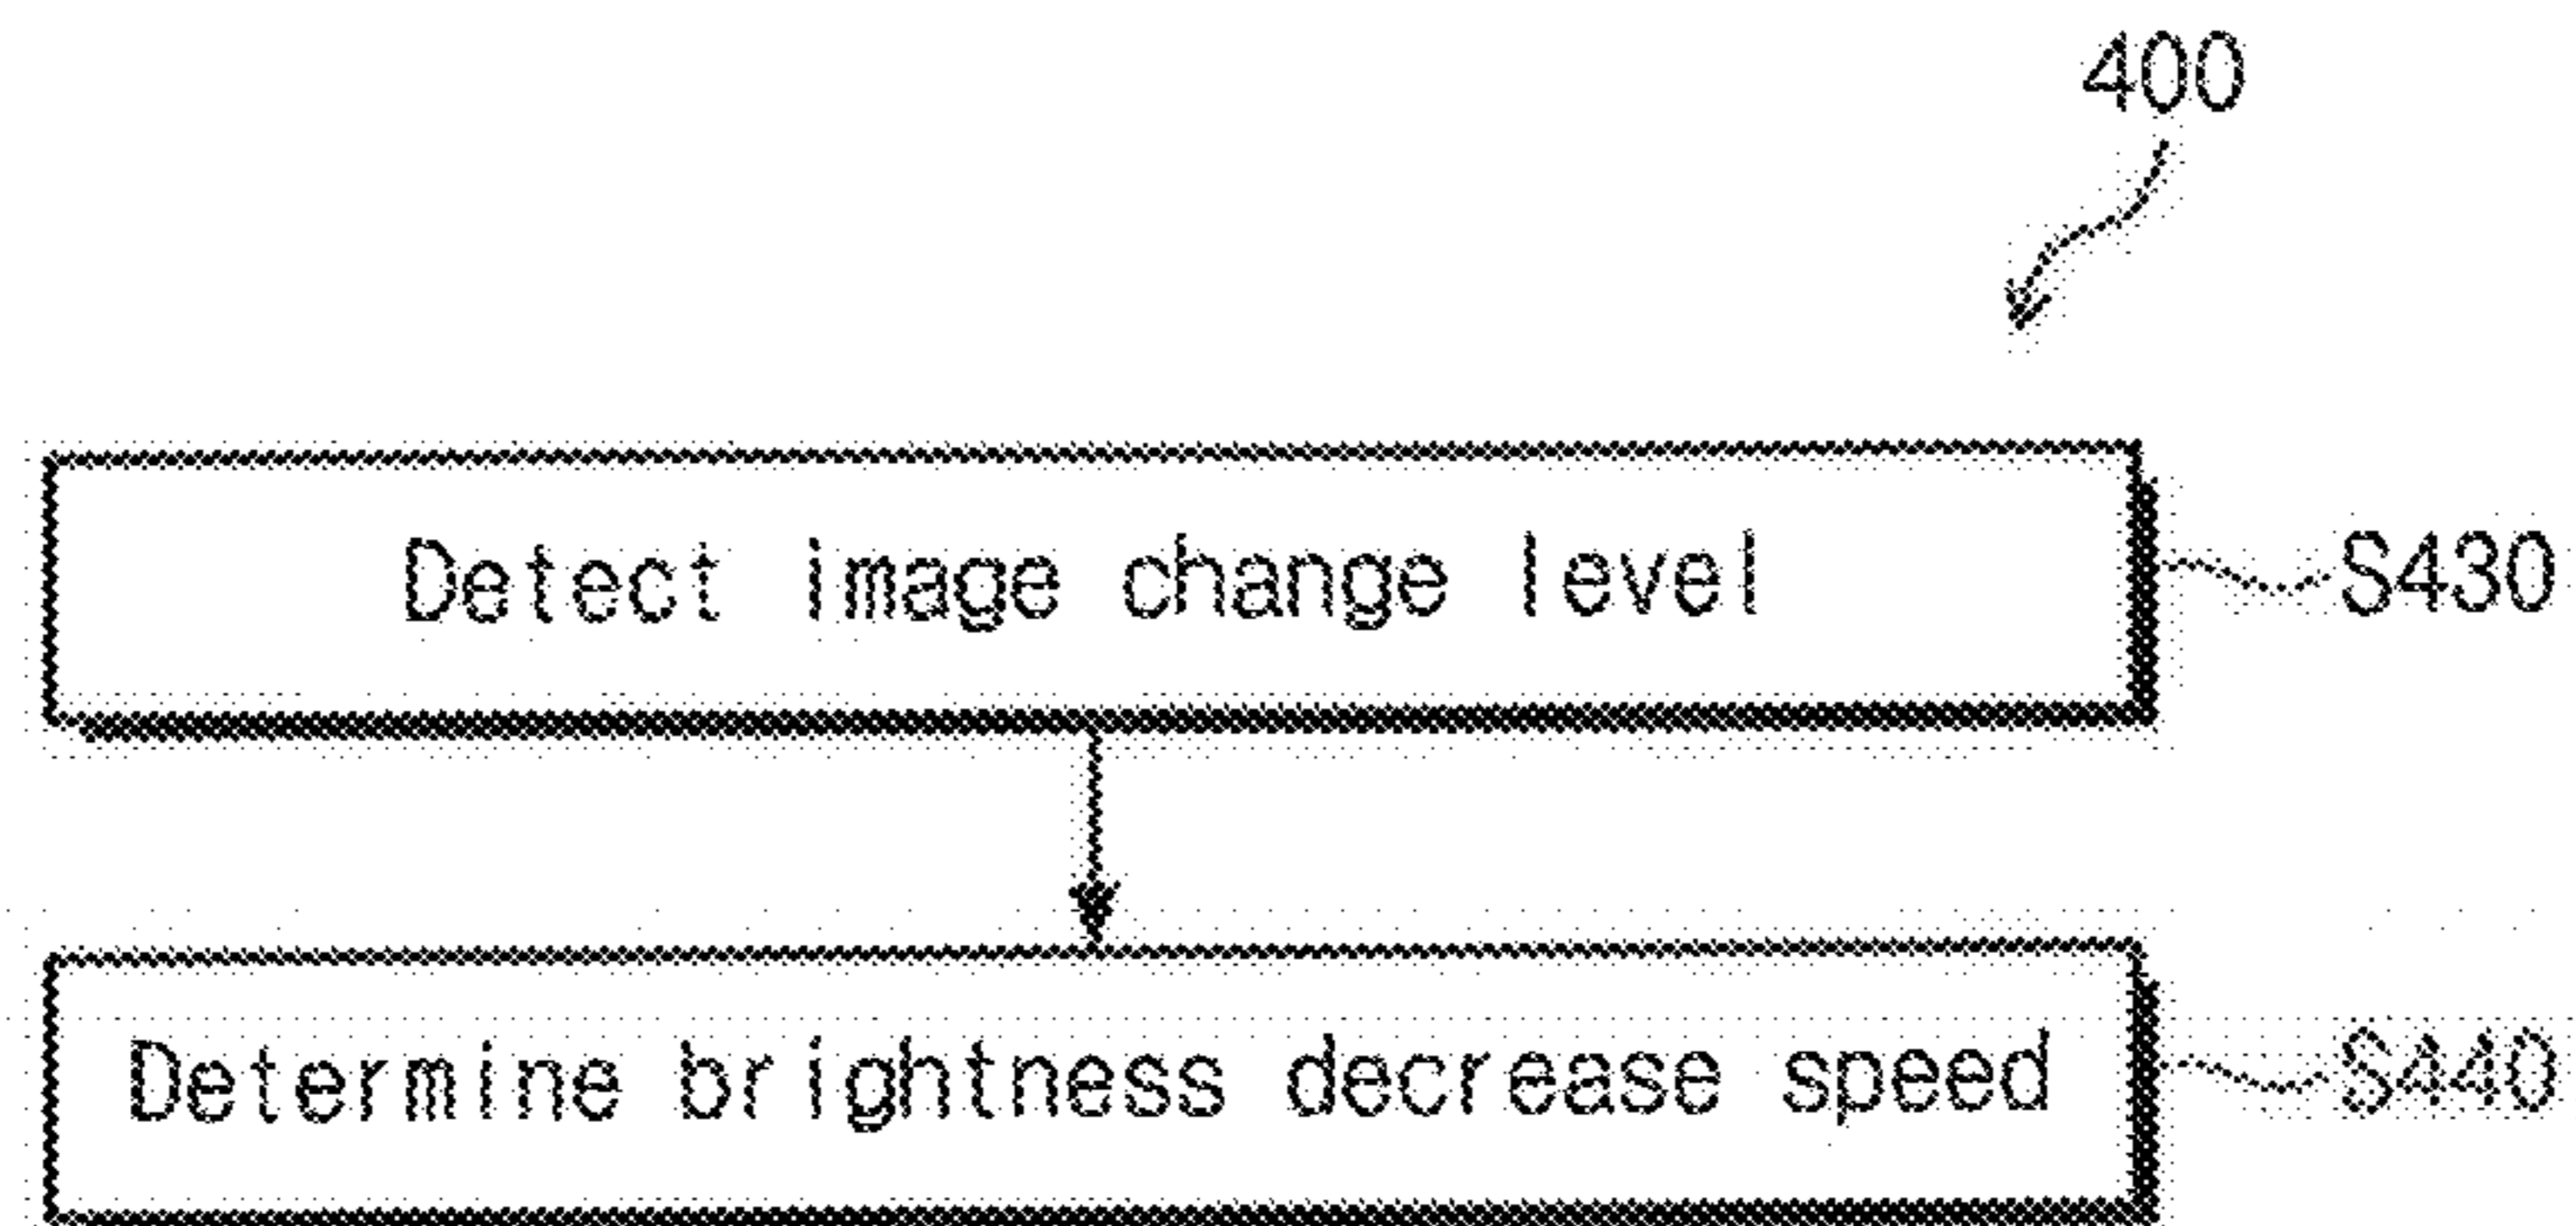 400
Detect image change level
S430
Determine brightness decrease speed
S440